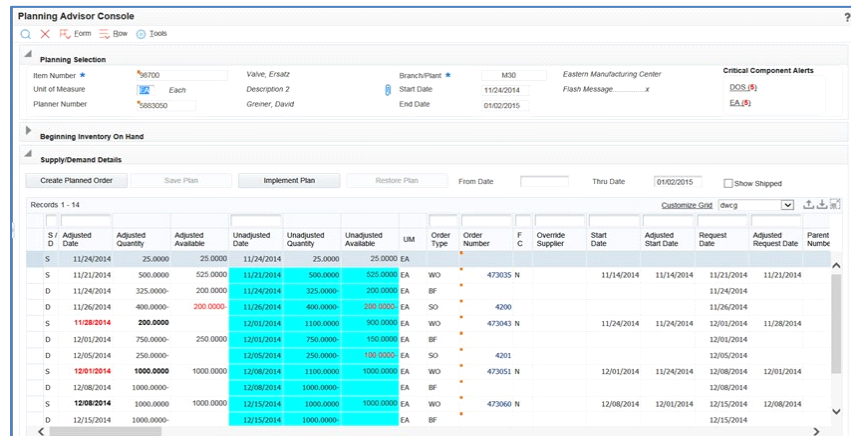 Planning Advisor Console ?
Form Row Tools
Planning Selection
Item Number * 98700 Valve, Ersatz Branch/Plant * M30 Eastern Manufacturing Center Critical Component Alerts
Unit of Measure EA Each Description 2 Start Date 11/24/2014 Flash Message..............x DOS (5)
Planner Number 5883050 Greiner, David End Date 01/02/2015 EA (5)
Beginning Inventory On Hand
Supply/Demand Details
Create Planned Order Save Plan Implement Plan Restore Plan From Date Thru Date 01/02/2015 Show Shipped
Records 1 - 14 Customize Grid dwcg
S / Adjusted Adjusted Adjusted Unadjusted Unadjusted Unadjusted UM Order Order F Override Start Adjusted Request Adjusted Parent
D Date Quantity Available Date Quantity Available Type Number C Supplier Date Start Date Date Request Date Numbe
S 11/24/2014 25.0000 25.0000 11/24/2014 25.0000 25.0000 EA
S 11/21/2014 500.0000 525.0000 11/21/2014 500.0000 525.0000 EA WO 473035 N 11/14/2014 11/14/2014 11/21/2014 11/21/2014
D 11/24/2014 325.0000- 200.0000 11/24/2014 325.0000- 200.0000 EA BF 11/24/2014
D 11/26/2014 400.0000- 200.0000- 11/26/2014 400.0000- 200.0000- EA SO 4200 11/26/2014
S 11/28/2014 200.0000 12/01/2014 1100.0000 900.0000 EA WO 473043 N 11/24/2014 11/24/2014 12/01/2014 11/28/2014
D 12/01/2014 750.0000- 250.0000 12/01/2014 750.0000- 150.0000 EA BF 12/01/2014
D 12/05/2014 250.0000- 12/05/2014 250.0000- 100.0000- EA SO 4201 12/05/2014
S 12/01/2014 1000.0000 1000.0000 12/08/2014 1100.0000 1000.0000 EA WO 473051 N 12/01/2014 11/24/2014 12/08/2014 12/01/2014
D 12/08/2014 1000.0000- 12/08/2014 1000.0000- EA BF 12/08/2014
S 12/08/2014 1000.0000 1000.0000 12/15/2014 1000.0000 1000.0000 EA WO 473060 N 12/08/2014 12/01/2014 12/15/2014 12/08/2014
D 12/15/2014 1000.0000- 12/15/2014 1000.0000- EA BF 12/15/2014